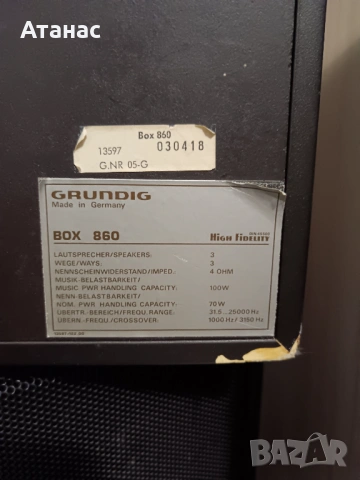 Атанас
Box 860
13597 030418
G.NR 05-G
GRUNDIG
Made in Germany
BOX 860 High Fidelity
LAUTSPRECHER/SPEAKERS: 3
WEGE/WAYS: 3
NENNSCHEINWIDERSTAND/IMPED. 4 OHM
MUSIK-BELASTBARKEIT/
MUSIC PWR HANDLING CAPACITY: 100W
NENN-BELASTBARKEIT/
NOM. PWR HANDLING CAPACITY: 70W
ÜBERTR.-BEREICH/FREQU. RANGE: 31.5...25000 Hz
ÜBERN.-FREQU./CROSSOVER: 1000 Hz / 3150 Hz
BAZAR